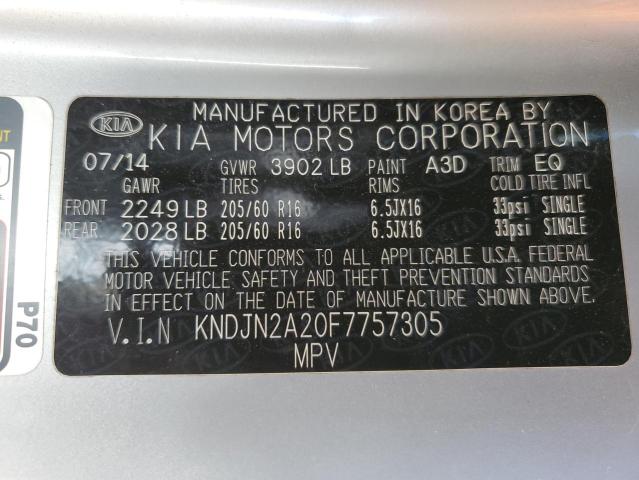 MANUFACTURED IN KOREA BY
KIA KIA MOTORS CORPORATION
07/14 GVWR 3902 LB PAINT A3D TRIM EQ
GAWR TIRES RIMS COLD TIRE INFL
FRONT 2249 LB 205/60 R16 6.5JX16 33psi SINGLE
REAR 2028 LB 205/60 R16 6.5JX16 33psi SINGLE
THIS VEHICLE CONFORMS TO ALL APPLICABLE U.S.A. FEDERAL
MOTOR VEHICLE SAFETY AND THEFT PREVENTION STANDARDS
IN EFFECT ON THE DATE OF MANUFACTURE SHOWN ABOVE.
V.I.N KNDJN2A20F7757305
MPV
P70